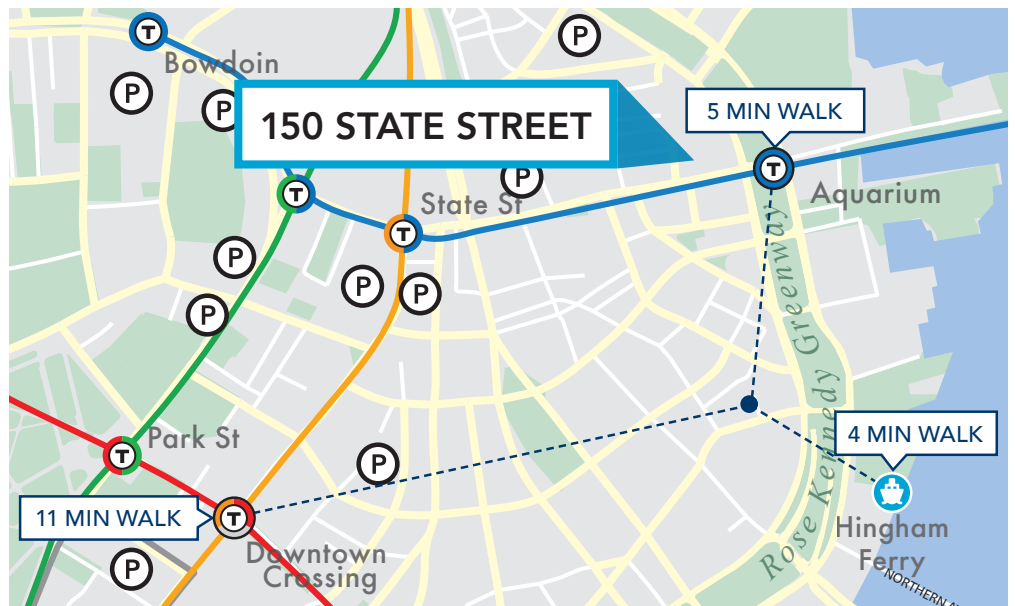 P
Bowdoin
P
P
150 STATE STREET
5 MIN WALK
T
T
P
T
Aquarium
State St
T
P
P
P
P
Rose Kennedy Greenway
Park St
T
P
4 MIN WALK
11 MIN WALK
T
Hingham
Ferry
Downtown
Crossing
P